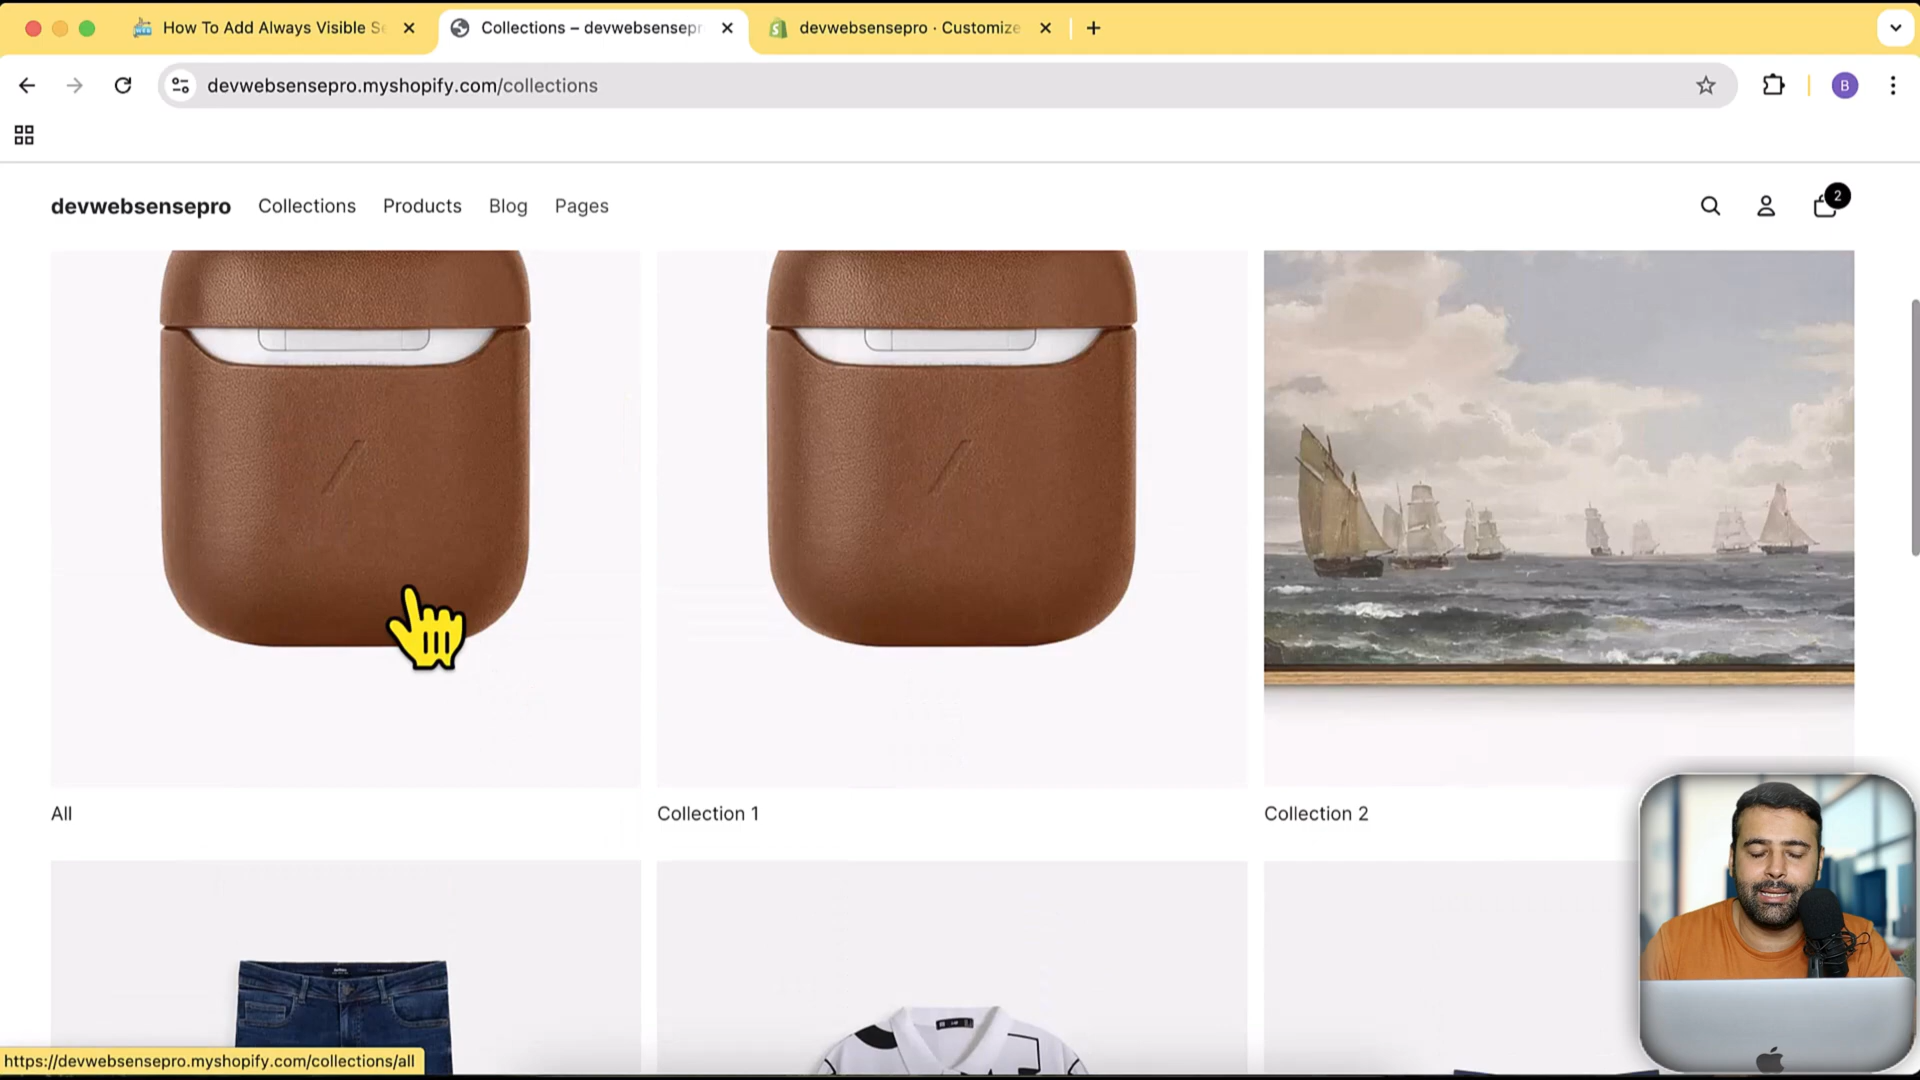 How To Add Always Visible Se
Collections – devwebsensepr
devwebsensepro · Customize
devwebsensepro.myshopify.com/collections
B
devwebsensepro
Collections
Products
Blog
Pages
2
All
Collection 1
Collection 2
https://devwebsensepro.myshopify.com/collections/all